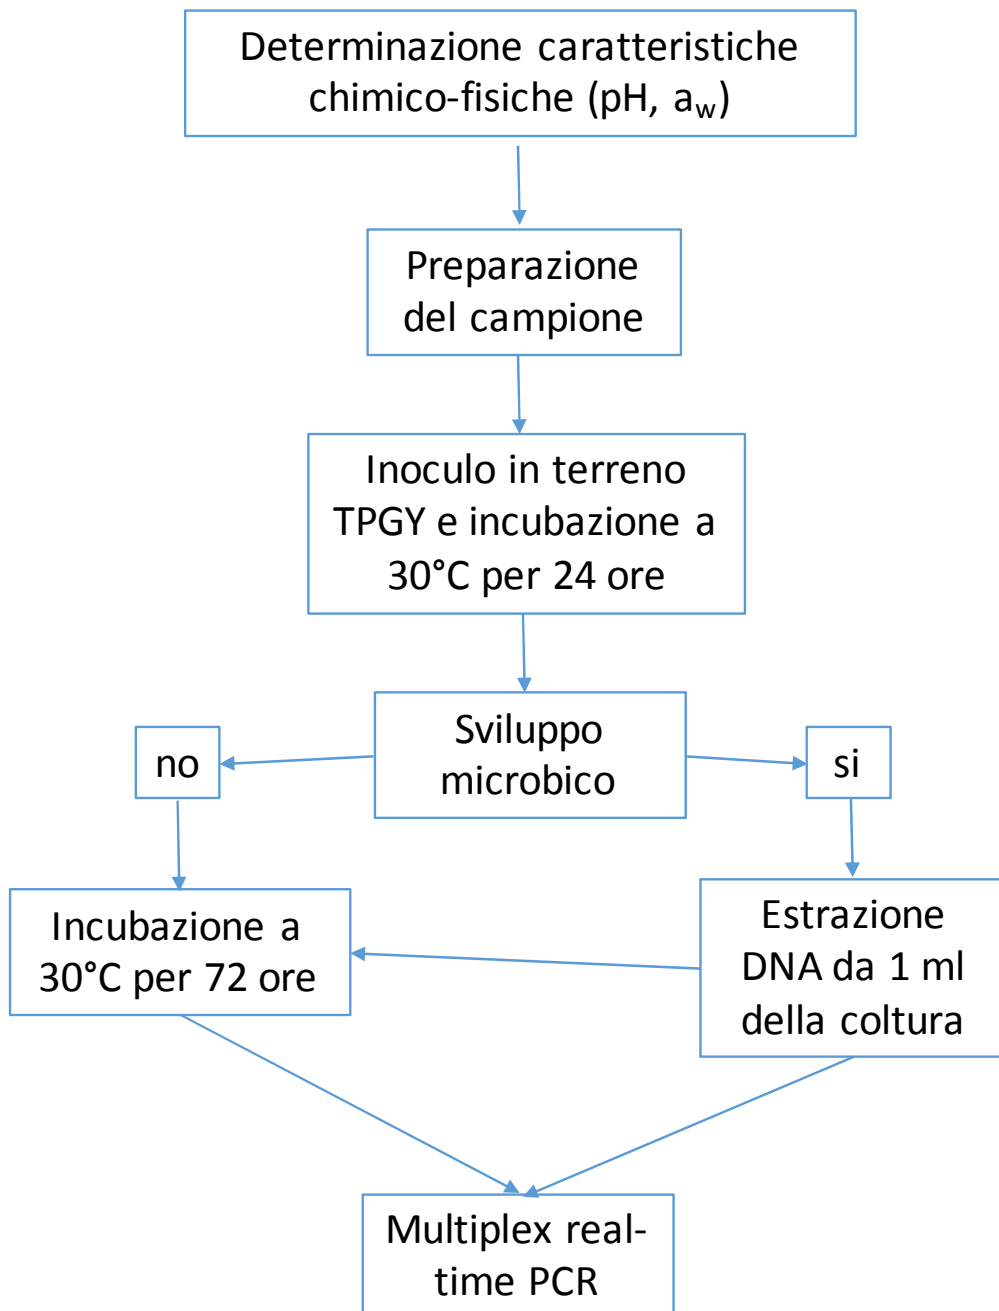 Determinazione caratteristiche
chimico-fisiche (pH, aw)
Preparazione
del campione
Inoculo in terreno
TPGY e incubazione a
30°C per 24 ore
Sviluppo
microbico
no
si
Incubazione a
30°C per 72 ore
Estrazione
DNA da 1 ml
della coltura
Multiplex real-
time PCR